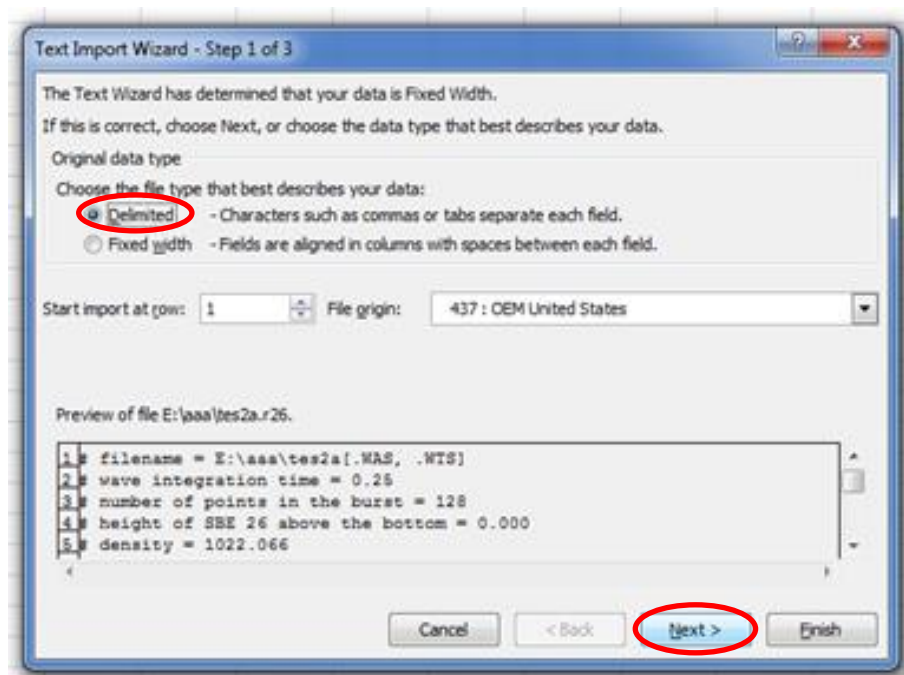 Text Import Wizard - Step 1 of 3
The Text Wizard has determined that your data is Fixed Width.
If this is correct, choose Next, or choose the data type that best describes your data.
Original data type
Choose the file type that best describes your data:
Delimited - Characters such as commas or tabs separate each field.
Fixed width - Fields are aligned in columns with spaces between each field.
Start import at row: 1 File origin: 437 : OEM United States
Preview of file E:\aaa\tes2a.r26.
1 # filename = E:\aaa\tes2a[.WAS, .WTS]
2 # wave integration time = 0.25
3 # number of points in the burst = 128
4 # height of SBE 26 above the bottom = 0.000
5 # density = 1022.066
Cancel < Back Next > Finish